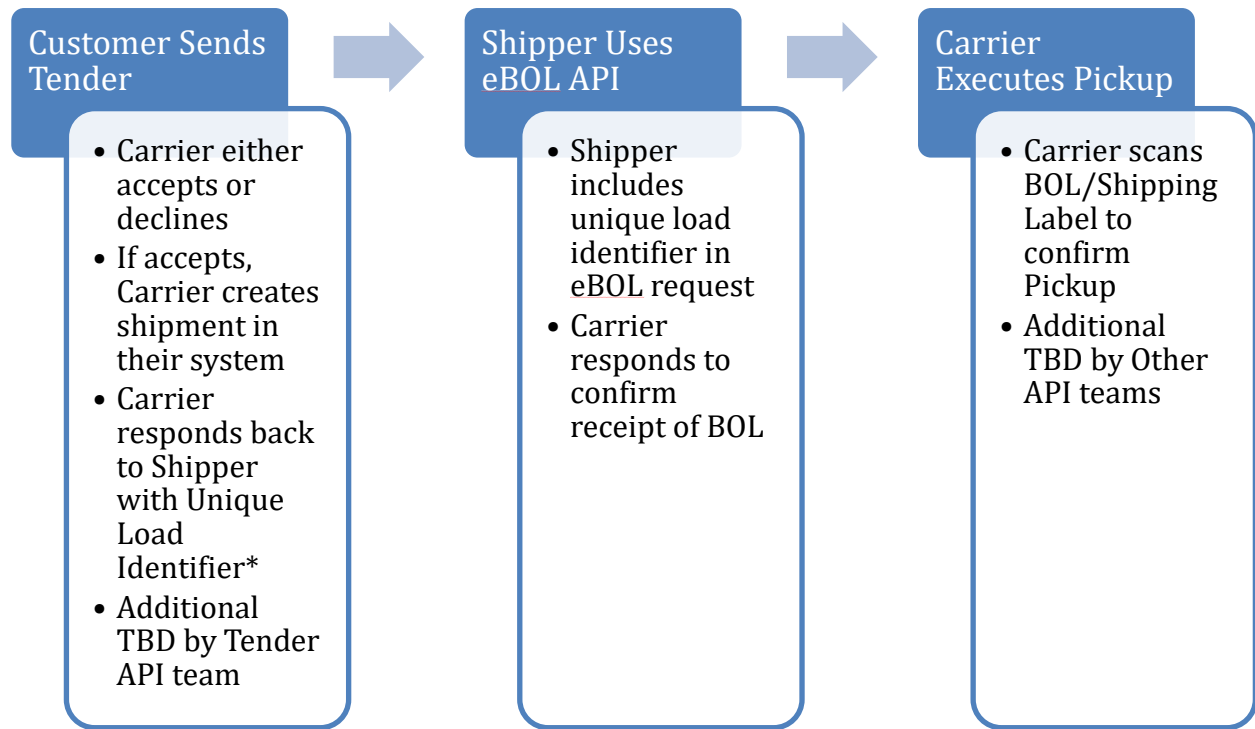 Customer Sends
Tender
• Carrier either
accepts or
declines
• If accepts,
Carrier creates
shipment in
their system
• Carrier
responds back
to Shipper
with Unique
Load
Identifier*
• Additional
TBD by Tender
API team
Shipper Uses
eBOL API
• Shipper
includes
unique load
identifier in
eBOL request
• Carrier
responds to
confirm
receipt of BOL
Carrier
Executes Pickup
• Carrier scans
BOL/Shipping
Label to
confirm
Pickup
• Additional
TBD by Other
API teams